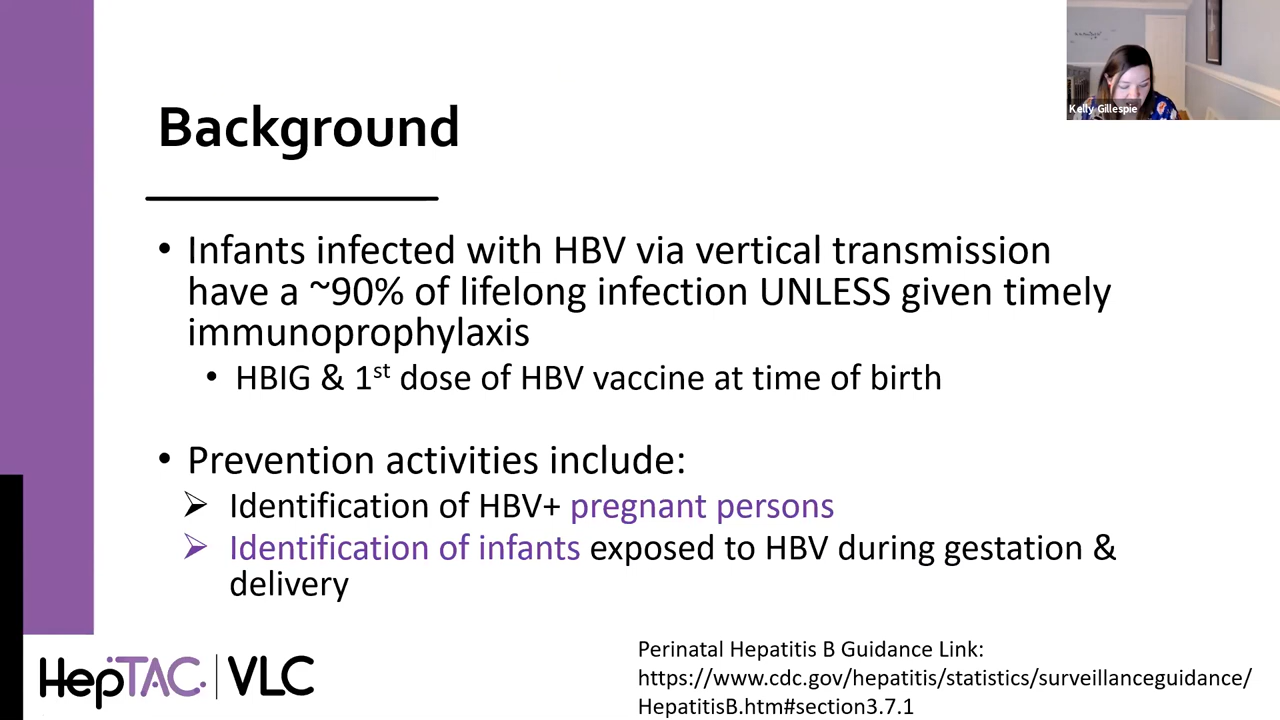 Kelly Gillespie
Background
• Infants infected with HBV via vertical transmission
have a ~90% of lifelong infection UNLESS given timely
immunoprophylaxis
• HBIG & 1st dose of HBV vaccine at time of birth
• Prevention activities include:
➢ Identification of HBV+ pregnant persons
➢ Identification of infants exposed to HBV during gestation &
delivery
HepTAC | VLC
Perinatal Hepatitis B Guidance Link:
https://www.cdc.gov/hepatitis/statistics/surveillanceguidance/
HepatitisB.htm#section3.7.1